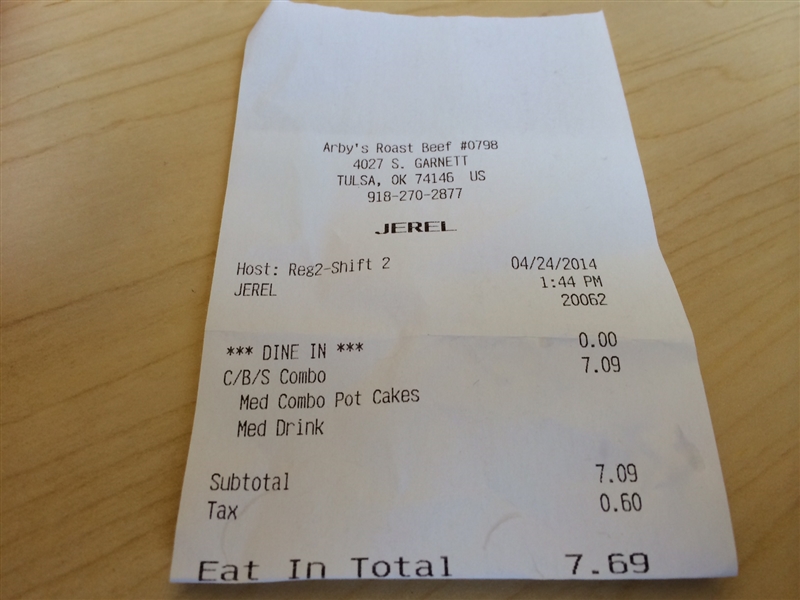 Arby's Roast Beef #0798
4027 S. GARNETT
TULSA, OK 74146 US
918-270-2877
JEREL
Host: Reg2-Shift 2 04/24/2014
JEREL 1:44 PM
20062
*** DINE IN *** 0.00
C/B/S Combo 7.09
Med Combo Pot Cakes
Med Drink
Subtotal 7.09
Tax 0.60
Eat In Total 7.69